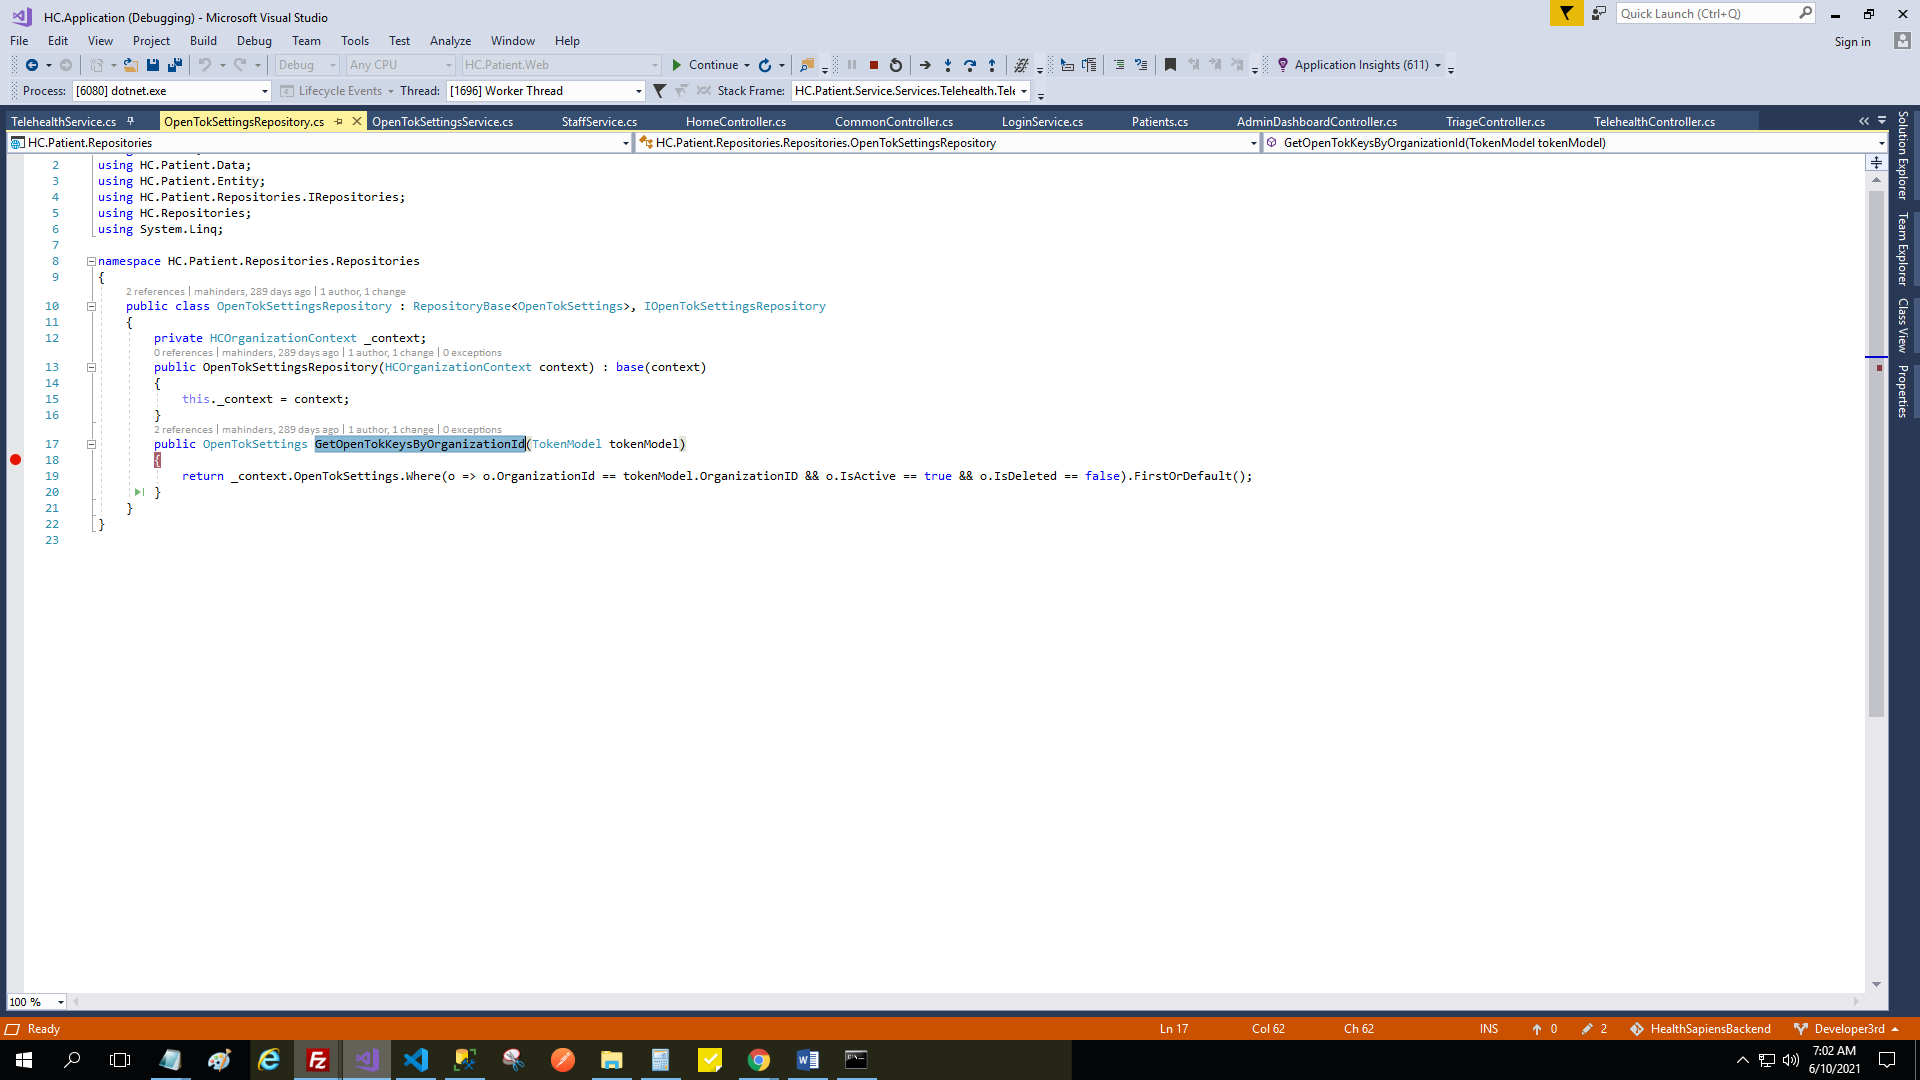 HC.Application (Debugging) - Microsoft Visual Studio
Quick Launch (Ctrl+Q)
File Edit View Project Build Debug Team Tools Test Analyze Window Help
Sign in
Debug Any CPU HC.Patient.Web Continue Application Insights (611)
Process: [6080] dotnet.exe Lifecycle Events Thread: [1696] Worker Thread Stack Frame: HC.Patient.Service.Services.Telehealth.Tele
TelehealthService.cs OpenTokSettingsRepository.cs OpenTokSettingsService.cs StaffService.cs HomeController.cs CommonController.cs LoginService.cs Patients.cs AdminDashboardController.cs TriageController.cs TelehealthController.cs
HC.Patient.Repositories HC.Patient.Repositories.Repositories.OpenTokSettingsRepository GetOpenTokKeysByOrganizationId(TokenModel tokenModel)
2 using HC.Patient.Data;
3 using HC.Patient.Entity;
4 using HC.Patient.Repositories.IRepositories;
5 using HC.Repositories;
6 using System.Linq;
7
8 namespace HC.Patient.Repositories.Repositories
9 {
2 references | mahinders, 289 days ago | 1 author, 1 change
10 public class OpenTokSettingsRepository : RepositoryBase<OpenTokSettings>, IOpenTokSettingsRepository
11 {
12 private HCOrganizationContext _context;
0 references | mahinders, 289 days ago | 1 author, 1 change | 0 exceptions
13 public OpenTokSettingsRepository(HCOrganizationContext context) : base(context)
14 {
15 this._context = context;
16 }
2 references | mahinders, 289 days ago | 1 author, 1 change | 0 exceptions
17 public OpenTokSettings GetOpenTokKeysByOrganizationId(TokenModel tokenModel)
18 {
19 return _context.OpenTokSettings.Where(o => o.OrganizationId == tokenModel.OrganizationID && o.IsActive == true && o.IsDeleted == false).FirstOrDefault();
20 }
21 }
22 }
23
Solution Explorer
Team Explorer
Class View
Properties
100 %
Ready Ln 17 Col 62 Ch 62 INS 0 2 HealthSapiensBackend Developer3rd
7:02 AM
6/10/2021